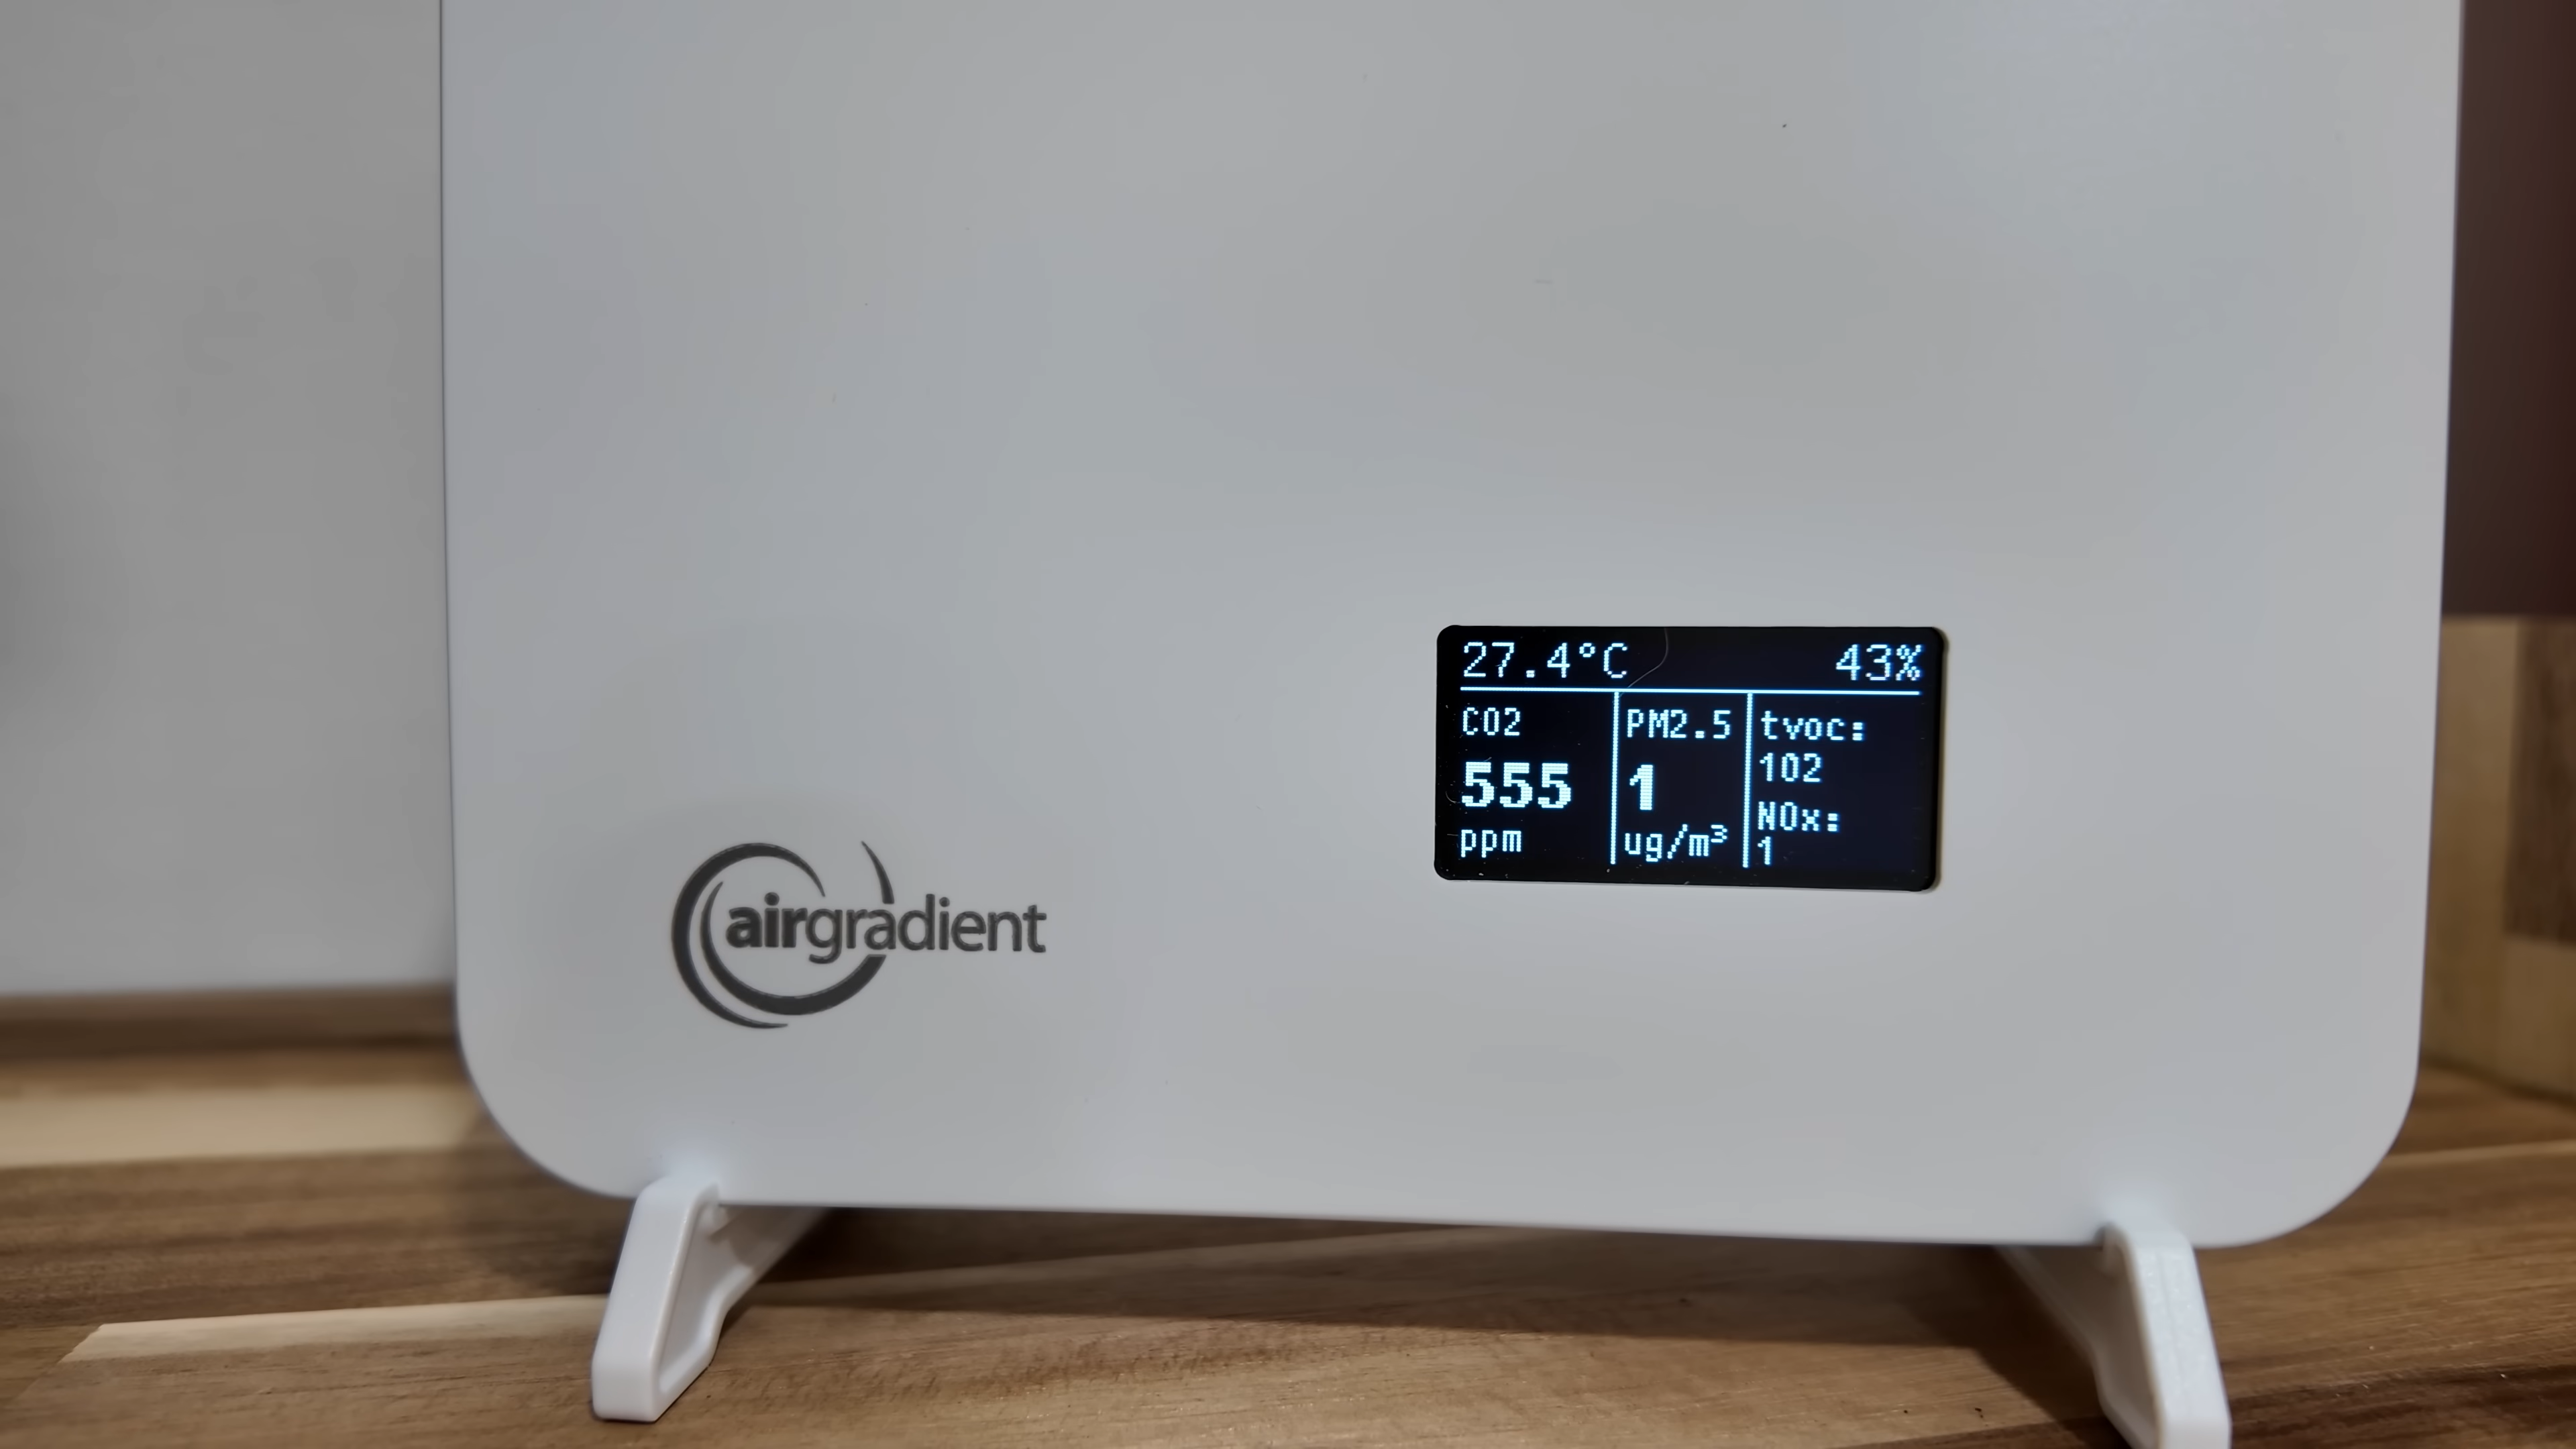 27.4°C 43%
CO2
555
ppm
PM2.5
1
ug/m³
tvoc:
102
NOx:
1
airgradient